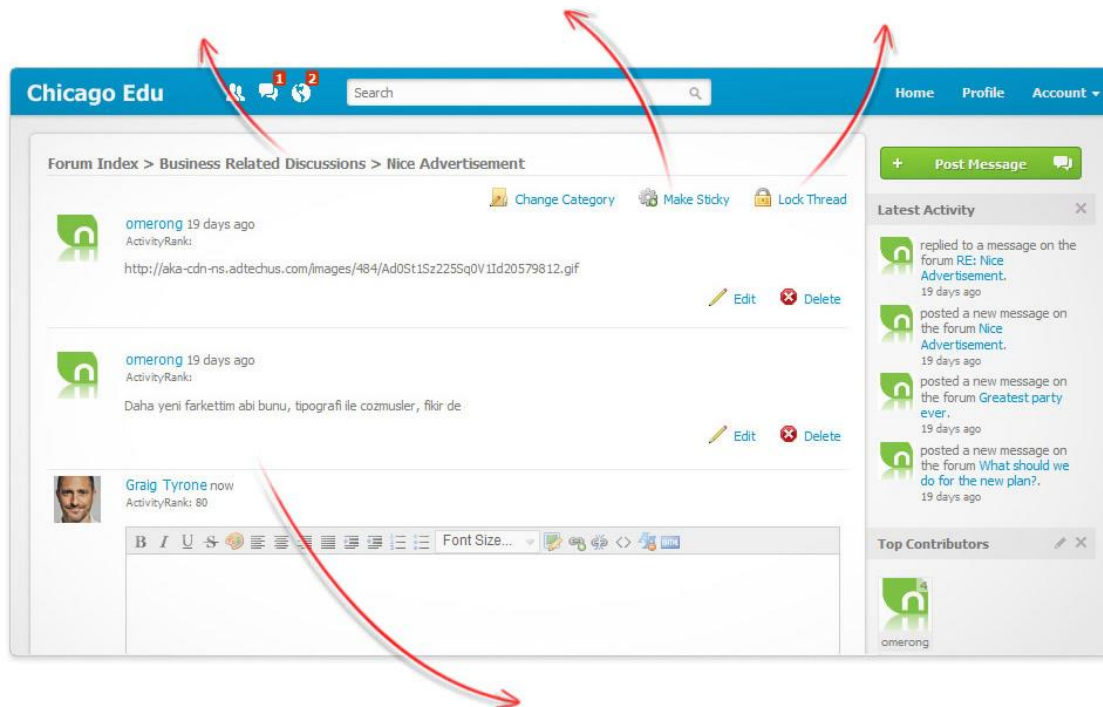 Chicago Edu
1
2
Search
Home Profile Account
Forum Index > Business Related Discussions > Nice Advertisement
Change Category Make Sticky Lock Thread
omerong 19 days ago
ActivityRank:
http://aka-cdn-ns.adtechus.com/images/484/Ad0St1Sz225Sq0V1Id20579812.gif
Edit Delete
omerong 19 days ago
ActivityRank:
Daha yeni farkettim abi bunu, tipografi ile cozmusler, fikir de
Edit Delete
Graig Tyrone now
ActivityRank: 80
B I U S Font Size...
+ Post Message
Latest Activity
replied to a message on the
forum RE: Nice
Advertisement.
19 days ago
posted a new message on
the forum Nice
Advertisement.
19 days ago
posted a new message on
the forum Greatest party
ever.
19 days ago
posted a new message on
the forum What should we
do for the new plan?.
19 days ago
Top Contributors
4
omerong